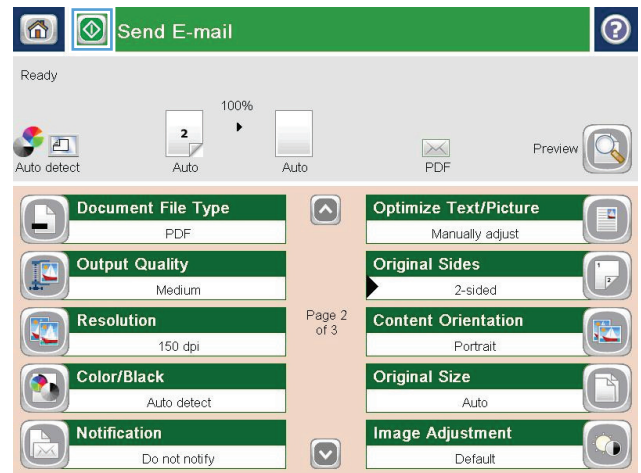 Send E-mail
?
Ready
100%
2
Auto detect
Auto
Auto
PDF
Preview
Document File Type
PDF
Output Quality
Medium
Resolution
150 dpi
Color/Black
Auto detect
Notification
Do not notify
Page 2
of 3
Optimize Text/Picture
Manually adjust
Original Sides
2-sided
1
2
Content Orientation
Portrait
Original Size
Auto
Image Adjustment
Default